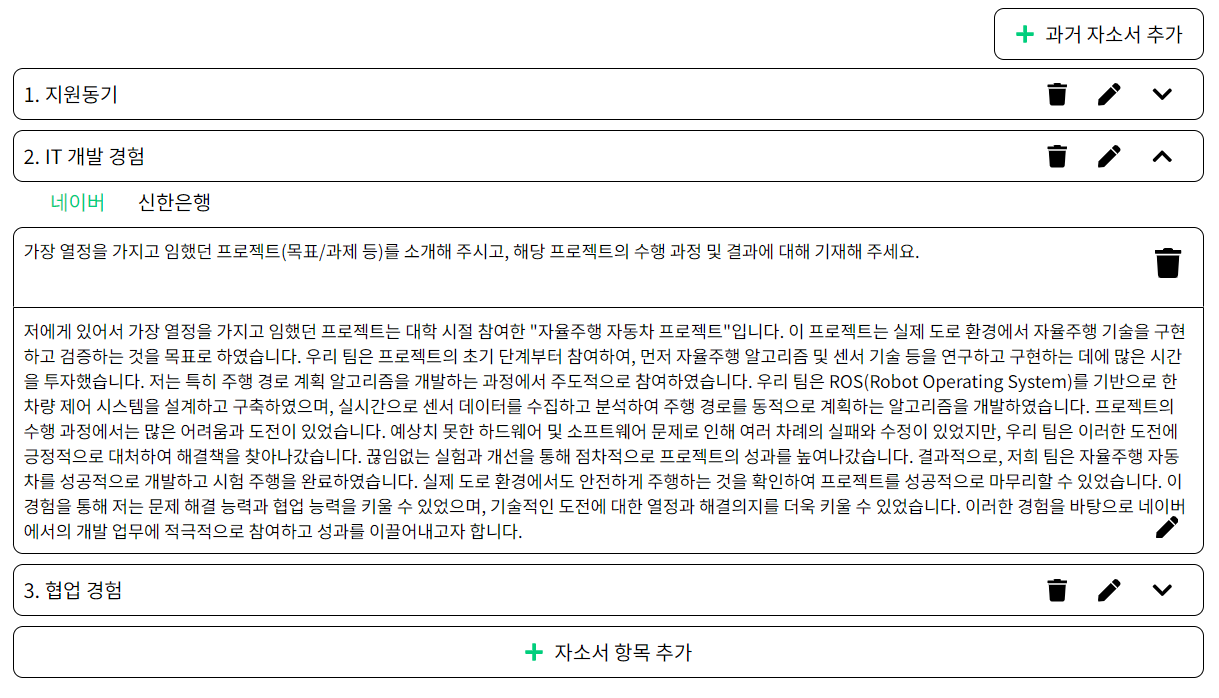 과거 자소서 추가
1. 지원동기
2. IT 개발 경험
네이버 신한은행
가장 열정을 가지고 임했던 프로젝트(목표/과제 등)를 소개해 주시고, 해당 프로젝트의 수행 과정 및 결과에 대해 기재해 주세요.
저에게 있어서 가장 열정을 가지고 임했던 프로젝트는 대학 시절 참여한 "자율주행 자동차 프로젝트"입니다. 이 프로젝트는 실제 도로 환경에서 자율주행 기술을 구현
하고 검증하는 것을 목표로 하였습니다. 우리 팀은 프로젝트의 초기 단계부터 참여하여, 먼저 자율주행 알고리즘 및 센서 기술 등을 연구하고 구현하는 데에 많은 시간
을 투자했습니다. 저는 특히 주행 경로 계획 알고리즘을 개발하는 과정에서 주도적으로 참여하였습니다. 우리 팀은 ROS(Robot Operating System)를 기반으로 한
차량 제어 시스템을 설계하고 구축하였으며, 실시간으로 센서 데이터를 수집하고 분석하여 주행 경로를 동적으로 계획하는 알고리즘을 개발하였습니다. 프로젝트의
수행 과정에서는 많은 어려움과 도전이 있었습니다. 예상치 못한 하드웨어 및 소프트웨어 문제로 인해 여러 차례의 실패와 수정이 있었지만, 우리 팀은 이러한 도전에
긍정적으로 대처하여 해결책을 찾아나갔습니다. 끊임없는 실험과 개선을 통해 점차적으로 프로젝트의 성과를 높여나갔습니다. 결과적으로, 저희 팀은 자율주행 자동
차를 성공적으로 개발하고 시험 주행을 완료하였습니다. 실제 도로 환경에서도 안전하게 주행하는 것을 확인하여 프로젝트를 성공적으로 마무리할 수 있었습니다. 이
경험을 통해 저는 문제 해결 능력과 협업 능력을 키울 수 있었으며, 기술적인 도전에 대한 열정과 해결의지를 더욱 키울 수 있었습니다. 이러한 경험을 바탕으로 네이버
에서의 개발 업무에 적극적으로 참여하고 성과를 이끌어내고자 합니다.
3. 협업 경험
자소서 항목 추가